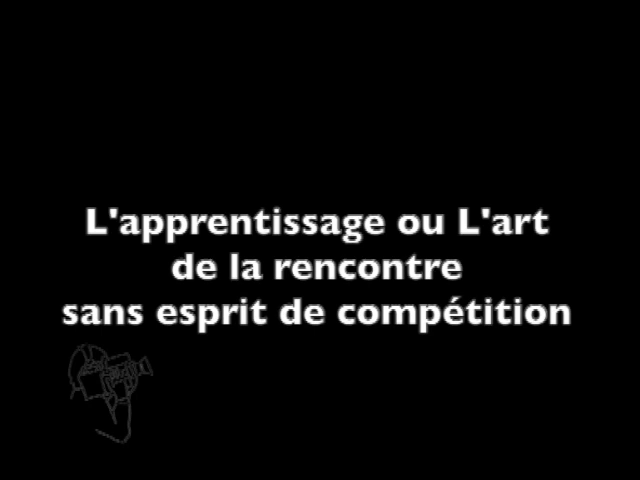 L'apprentissage ou L'art
de la rencontre
sans esprit de compétition